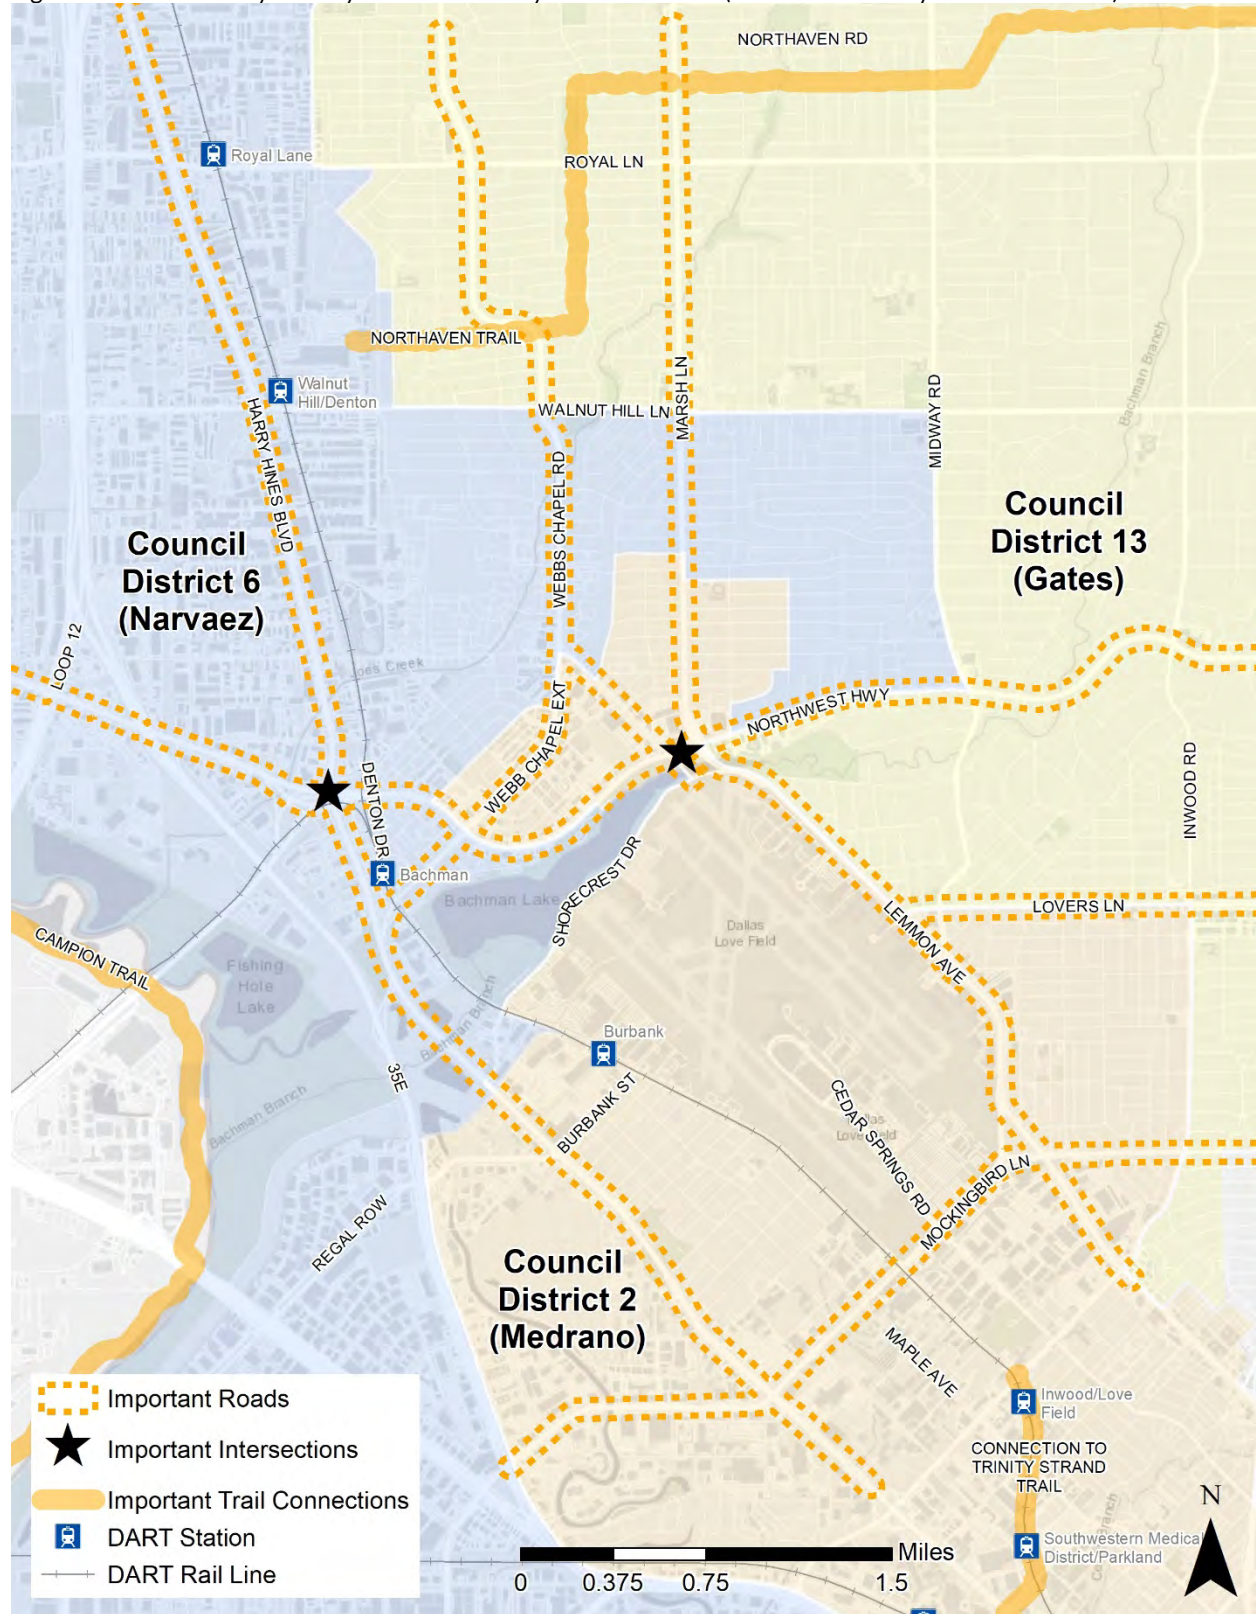 NORTHAVEN RD
Royal Lane
ROYAL LN
NORTHAVEN TRAIL
Walnut
Hill/Denton
WALNUT HILL LN
MARSH LN
MIDWAY RD
Bachman Branch
HARRY HINES BLVD
WEBBS CHAPEL RD
Council
District 13
(Gates)
Council
District 6
(Narvaez)
LOOP 12
Joes Creek
WEBB CHAPEL EXT
NORTHWEST HWY
INWOOD RD
DENTON DR
Bachman
Bachman Lake
SHORECREST DR
LOVERS LN
LEMMON AVE
Dallas
Love Field
CAMPION TRAIL
Fishing
Hole
Lake
Bachman Branch
Burbank
35E
BURBANK ST
Bachman Branch
CEDAR SPRINGS RD
Love Field
MOCKINGBIRD LN
REGAL ROW
Council
District 2
(Medrano)
MAPLE AVE
Inwood/Love
Field
CONNECTION TO
TRINITY STRAND
TRAIL
Southwestern Medical
District/Parkland
Important Roads
Important Intersections
Important Trail Connections
DART Station
DART Rail Line
N
Miles
0 0.375 0.75 1.5